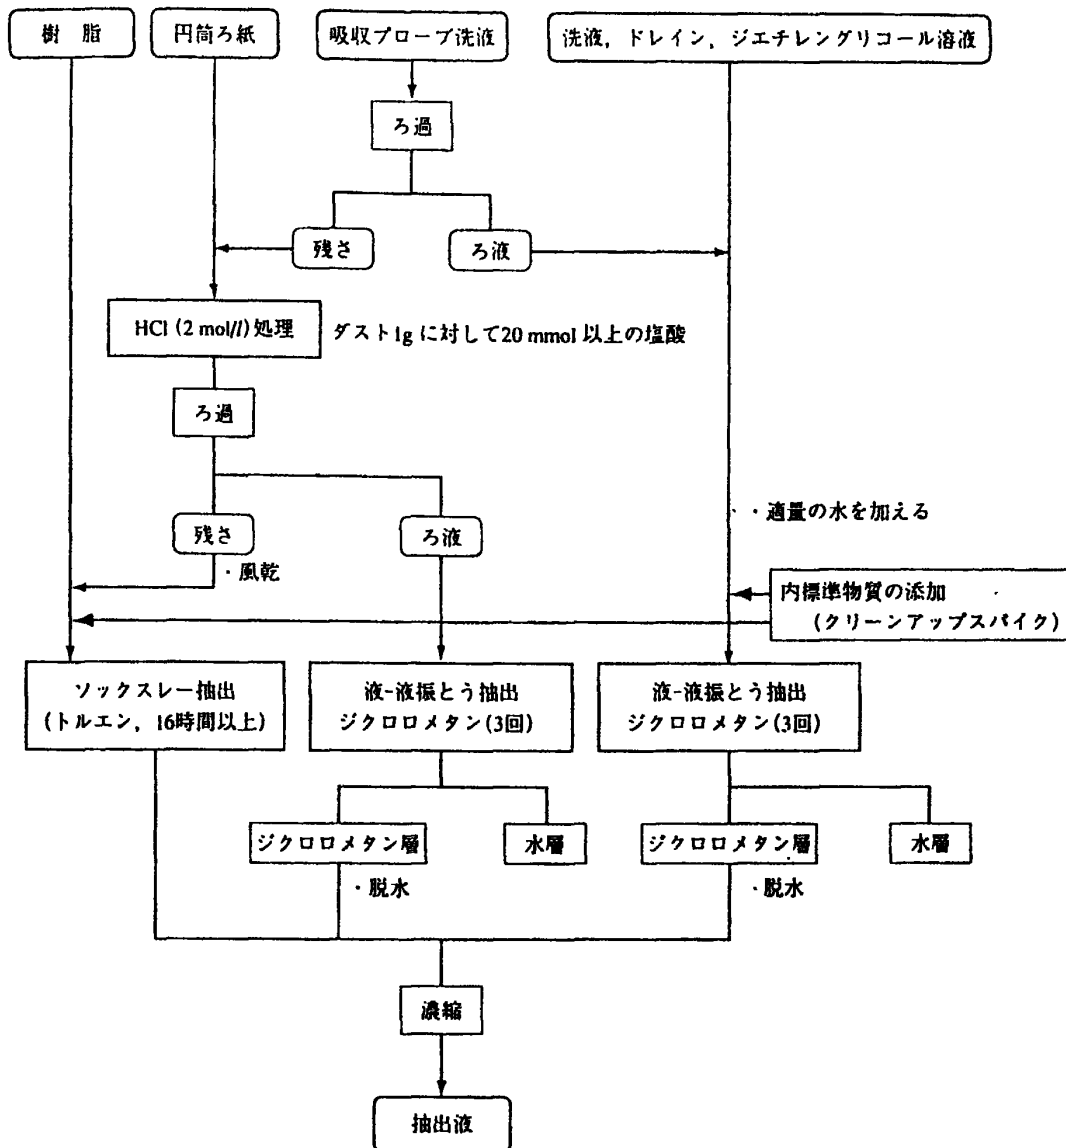 樹 脂
円筒ろ紙
吸収プローブ洗液
洗液，ドレイン，ジエチレングリコール溶液
ろ過
残さ
ろ液
HCl (2 mol/l) 処理
ダスト1g に対して20 mmol 以上の塩酸
ろ過
残さ
ろ液
・適量の水を加える
・風乾
内標準物質の添加
(クリーンアップスパイク)
ソックスレー抽出
(トルエン，16時間以上)
液-液振とう抽出
ジクロロメタン(3回)
液-液振とう抽出
ジクロロメタン(3回)
ジクロロメタン層
水層
ジクロロメタン層
水層
・脱水
・脱水
濃縮
抽出液